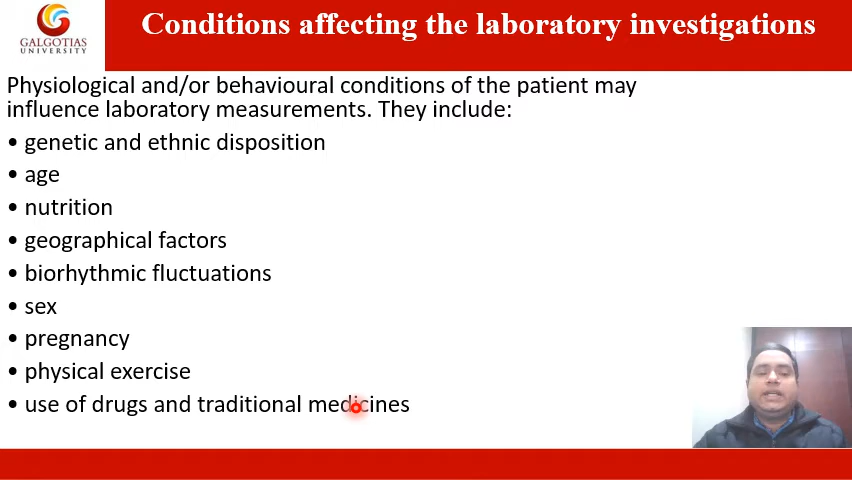 GALGOTIAS
UNIVERSITY
Conditions affecting the laboratory investigations
Physiological and/or behavioural conditions of the patient may
influence laboratory measurements. They include:
• genetic and ethnic disposition
• age
• nutrition
• geographical factors
• biorhythmic fluctuations
• sex
• pregnancy
• physical exercise
• use of drugs and traditional medicines